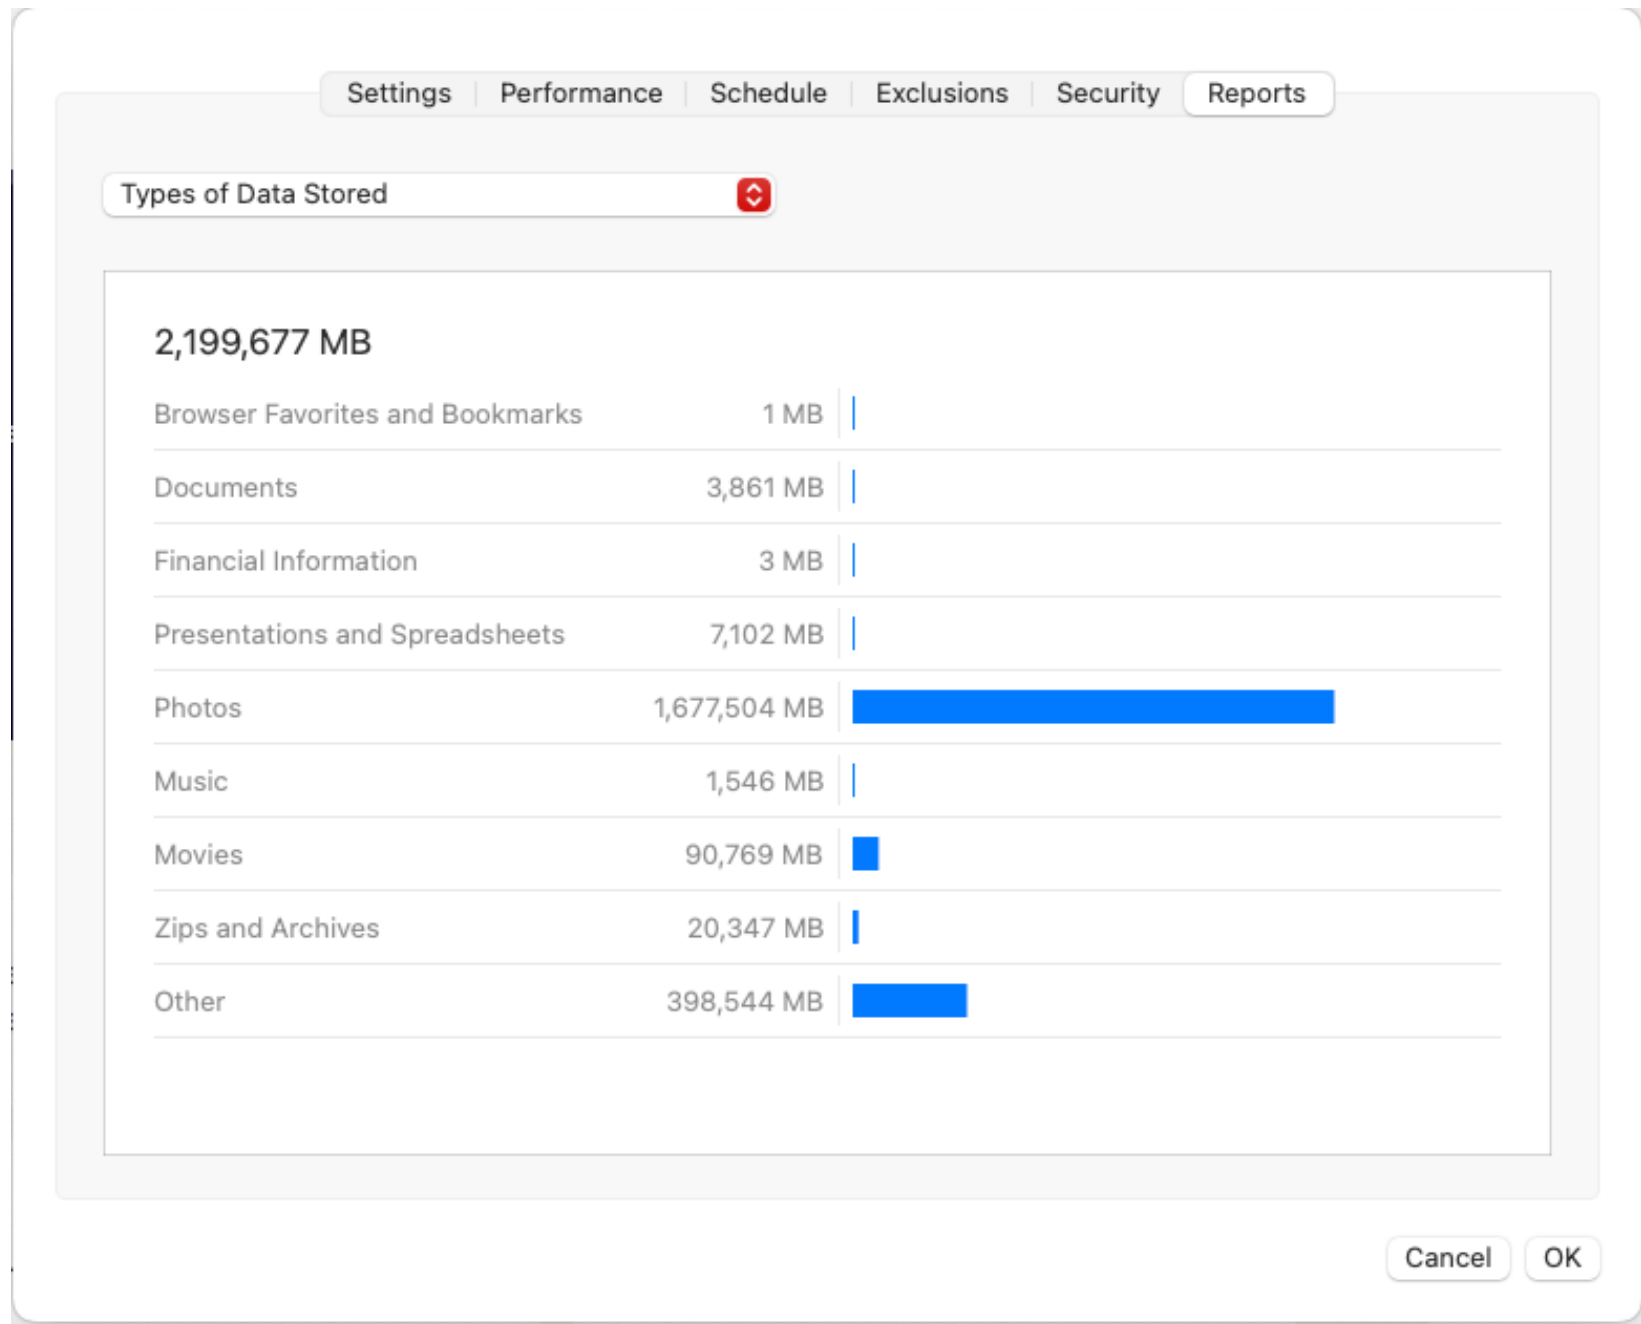 Settings Performance Schedule Exclusions Security Reports
Types of Data Stored
2,199,677 MB
Browser Favorites and Bookmarks 1 MB
Documents 3,861 MB
Financial Information 3 MB
Presentations and Spreadsheets 7,102 MB
Photos 1,677,504 MB
Music 1,546 MB
Movies 90,769 MB
Zips and Archives 20,347 MB
Other 398,544 MB
Cancel OK